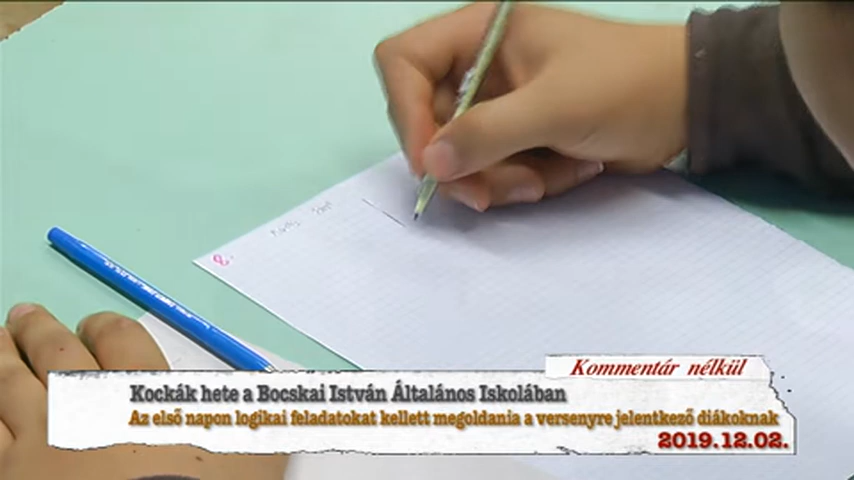 8.
Kommentár nélkül
Kockák hete a Bocskai István Általános Iskolában
Az első napon logikai feladatokat kellett megoldania a versenyre jelentkező diákoknak
2019.12.02.